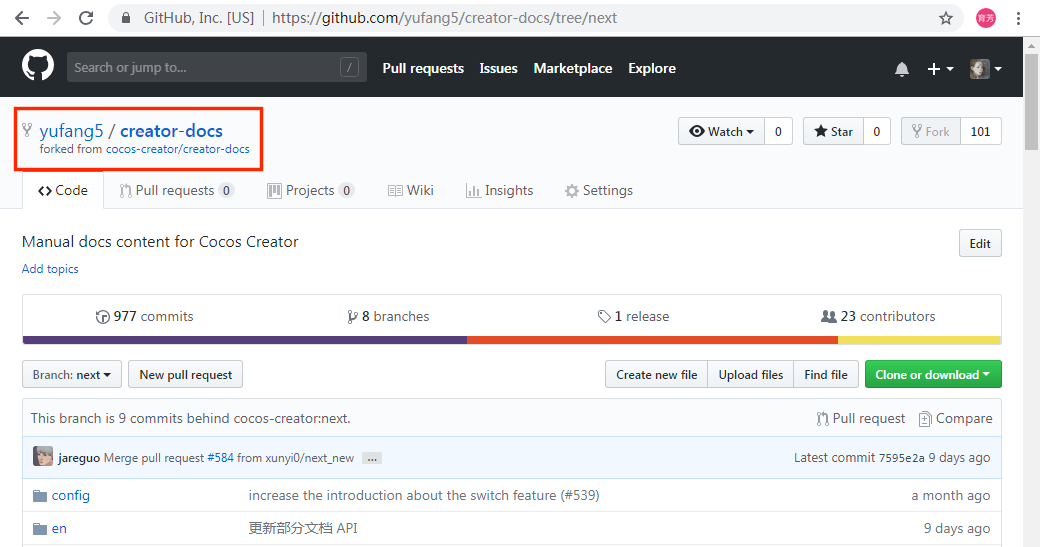 GitHub, Inc. [US] | https://github.com/yufang5/creator-docs/tree/next 育芳
Search or jump to... / Pull requests Issues Marketplace Explore
yufang5 / creator-docs
forked from cocos-creator/creator-docs
Watch 0 Star 0 Fork 101
Code Pull requests 0 Projects 0 Wiki Insights Settings
Manual docs content for Cocos Creator Edit
Add topics
977 commits 8 branches 1 release 23 contributors
Branch: next New pull request Create new file Upload files Find file Clone or download
This branch is 9 commits behind cocos-creator:next. Pull request Compare
jareguo Merge pull request #584 from xunyi0/next_new ... Latest commit 7595e2a 9 days ago
config increase the introduction about the switch feature (#539) a month ago
en 更新部分文档 API 9 days ago